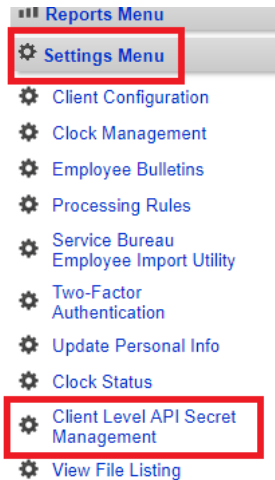 Reports Menu
Settings Menu
Client Configuration
Clock Management
Employee Bulletins
Processing Rules
Service Bureau
Employee Import Utility
Two-Factor
Authentication
Update Personal Info
Clock Status
Client Level API Secret
Management
View File Listing